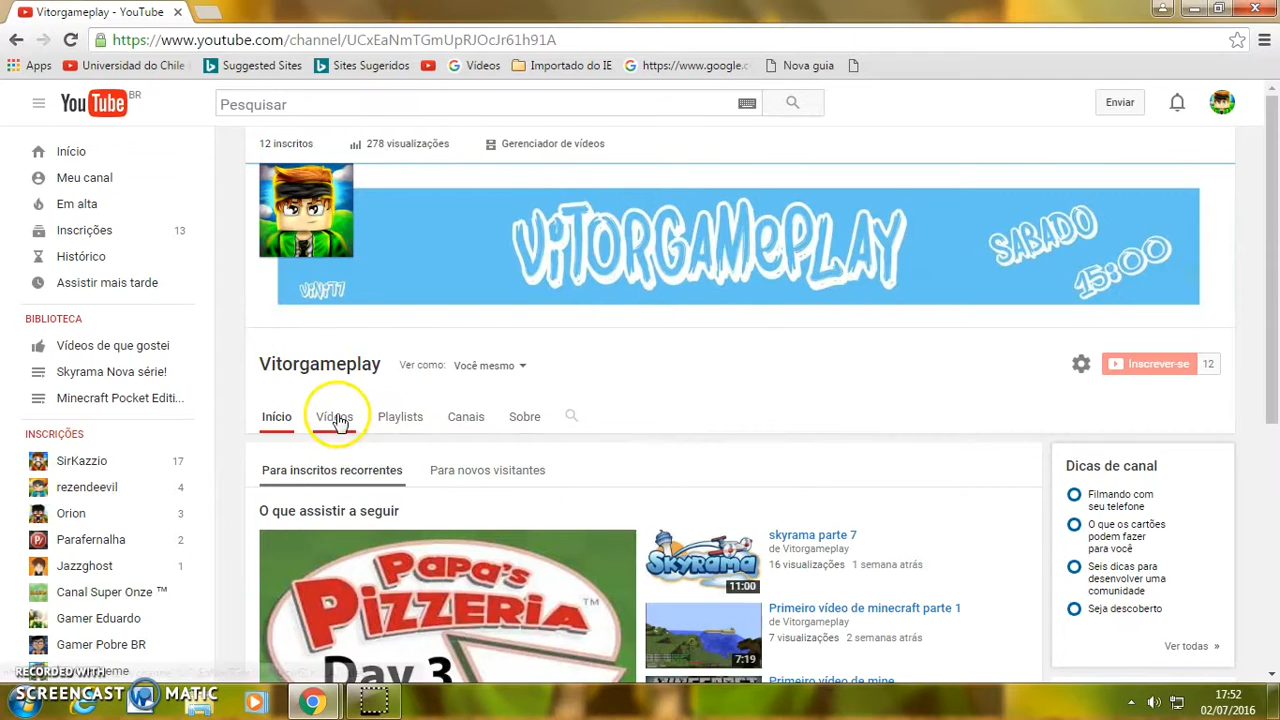 Vitorgameplay - YouTube
https://www.youtube.com/channel/UCxEaNmTGmUpRJOcJr61h91A
Apps
Universidad do Chile
Suggested Sites
Sites Sugeridos
Vídeos
Importado do IE
https://www.google.c
Nova guia
YouTube BR
Pesquisar
Enviar
Início
Meu canal
Em alta
Inscrições 13
Histórico
Assistir mais tarde
BIBLIOTECA
Vídeos de que gostei
Skyrama Nova série!
Minecraft Pocket Editi...
INSCRIÇÕES
SirKazzio 17
rezendeevil 4
Orion 3
Parafernalha 2
Jazzghost 1
Canal Super Onze ™
Gamer Eduardo
Gamer Poney BR
12 inscritos
278 visualizações
Gerenciador de vídeos
VITORGAMEPLAY
SABADO
15:00
ViNi77
Vitorgameplay
Ver como: Você mesmo
Inscrever-se 12
Início
Vídeos
Playlists
Canais
Sobre
Para inscritos recorrentes
Para novos visitantes
O que assistir a seguir
Papa's
PIZZERIA™
Day 3
SKYRAMA
11:00
skyrama parte 7
de Vitorgameplay
16 visualizações 1 semana atrás
7:19
Primeiro vídeo de minecraft parte 1
de Vitorgameplay
7 visualizações 2 semanas atrás
Primeiro vídeo de mine
Dicas de canal
Filmando com
seu telefone
O que os cartões
podem fazer
para você
Seis dicas para
desenvolver uma
comunidade
Seja descoberto
Ver todas »
RECORDED WITH
SCREENCAST MATIC
17:52
02/07/2016